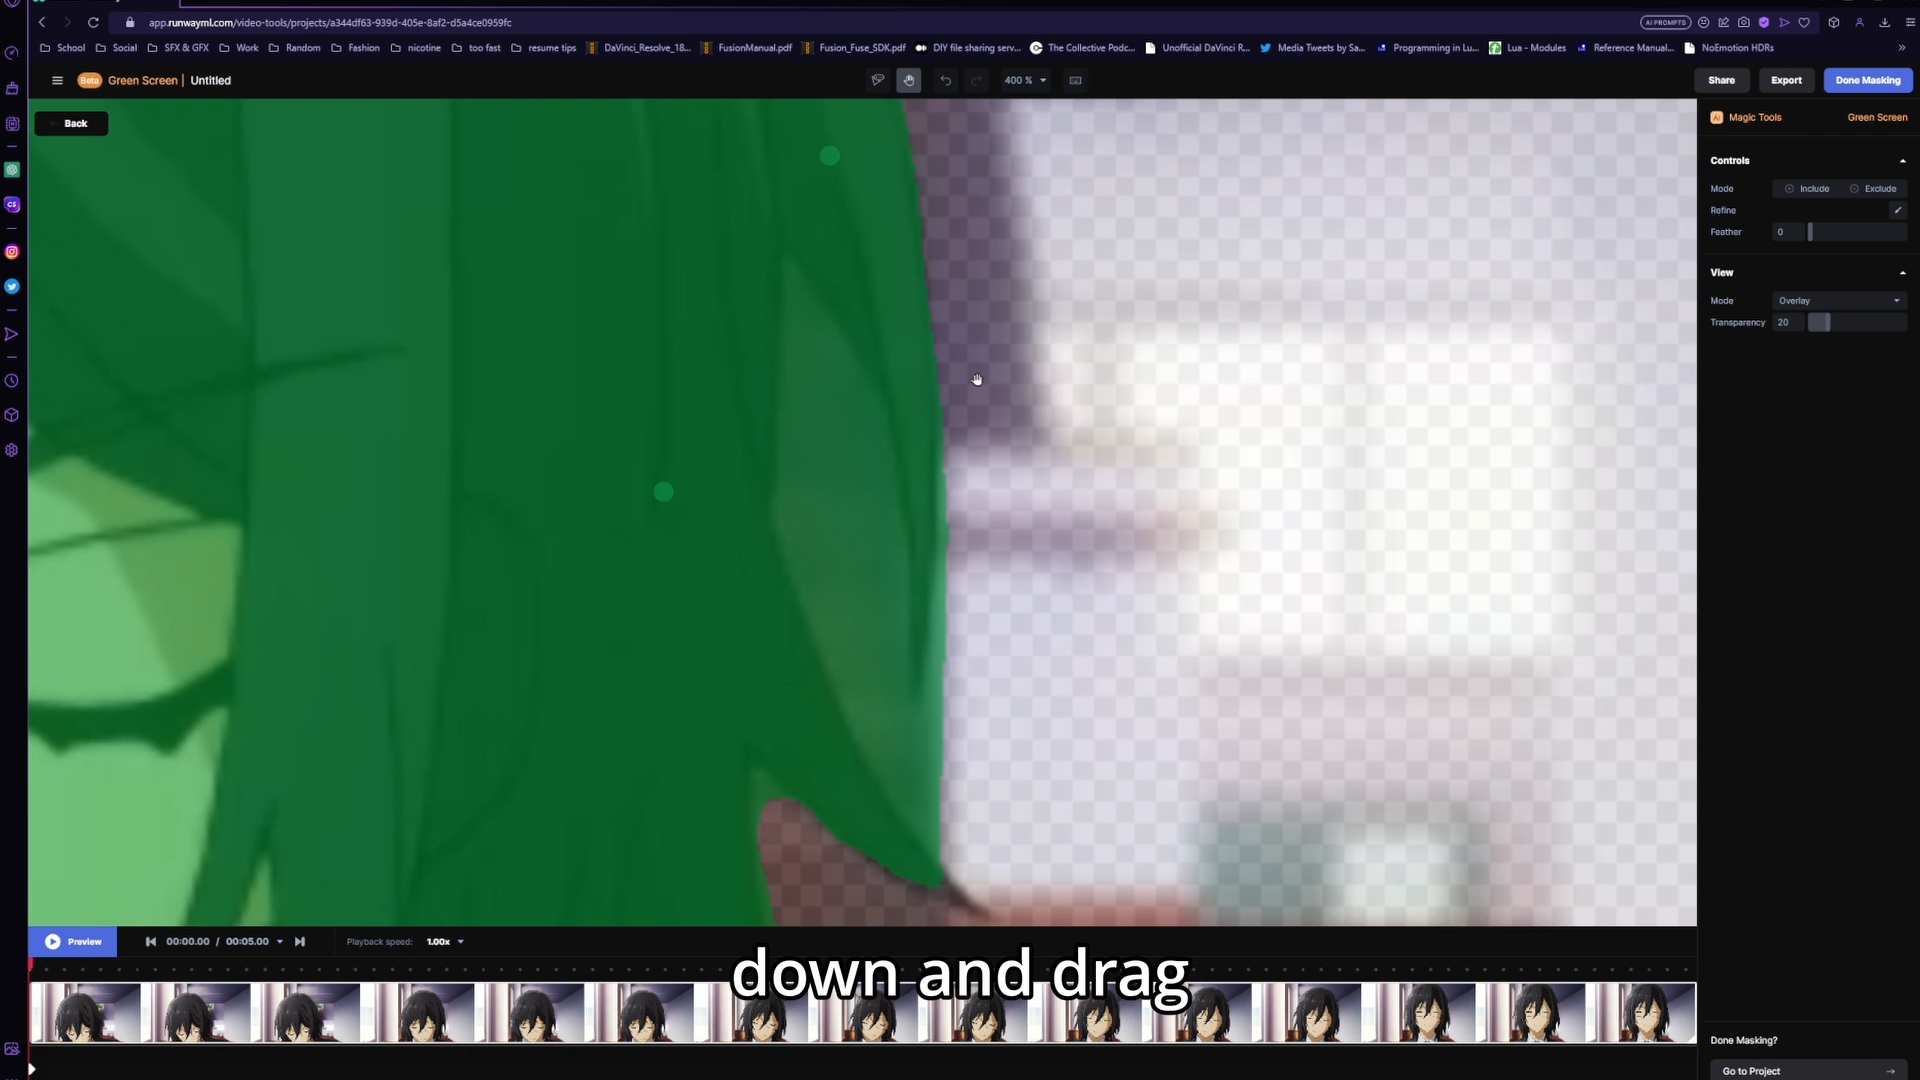 app.runwayml.com/video-tools/projects/a344df63-939d-405e-8af2-d5a4ce0959fc
AI PROMPTS
School
Social
SFX & GFX
Work
Random
Fashion
nicotine
too fast
resume tips
DaVinci_Resolve_18...
FusionManual.pdf
Fusion_Fuse_SDK.pdf
DIY file sharing serv...
The Collective Podc...
Unofficial DaVinci R...
Media Tweets by Sa...
Programming in Lu...
Lua - Modules
Reference Manual...
NoEmotion HDRs
Beta Green Screen | Untitled
400 %
Share
Export
Done Masking
Back
AI Magic Tools
Green Screen
Controls
Mode
Include
Exclude
Refine
Feather
0
View
Mode
Overlay
Transparency
20
Preview
00:00.00 / 00:05.00
Playback speed: 1.00x
down and drag
Done Masking?
Go to Project